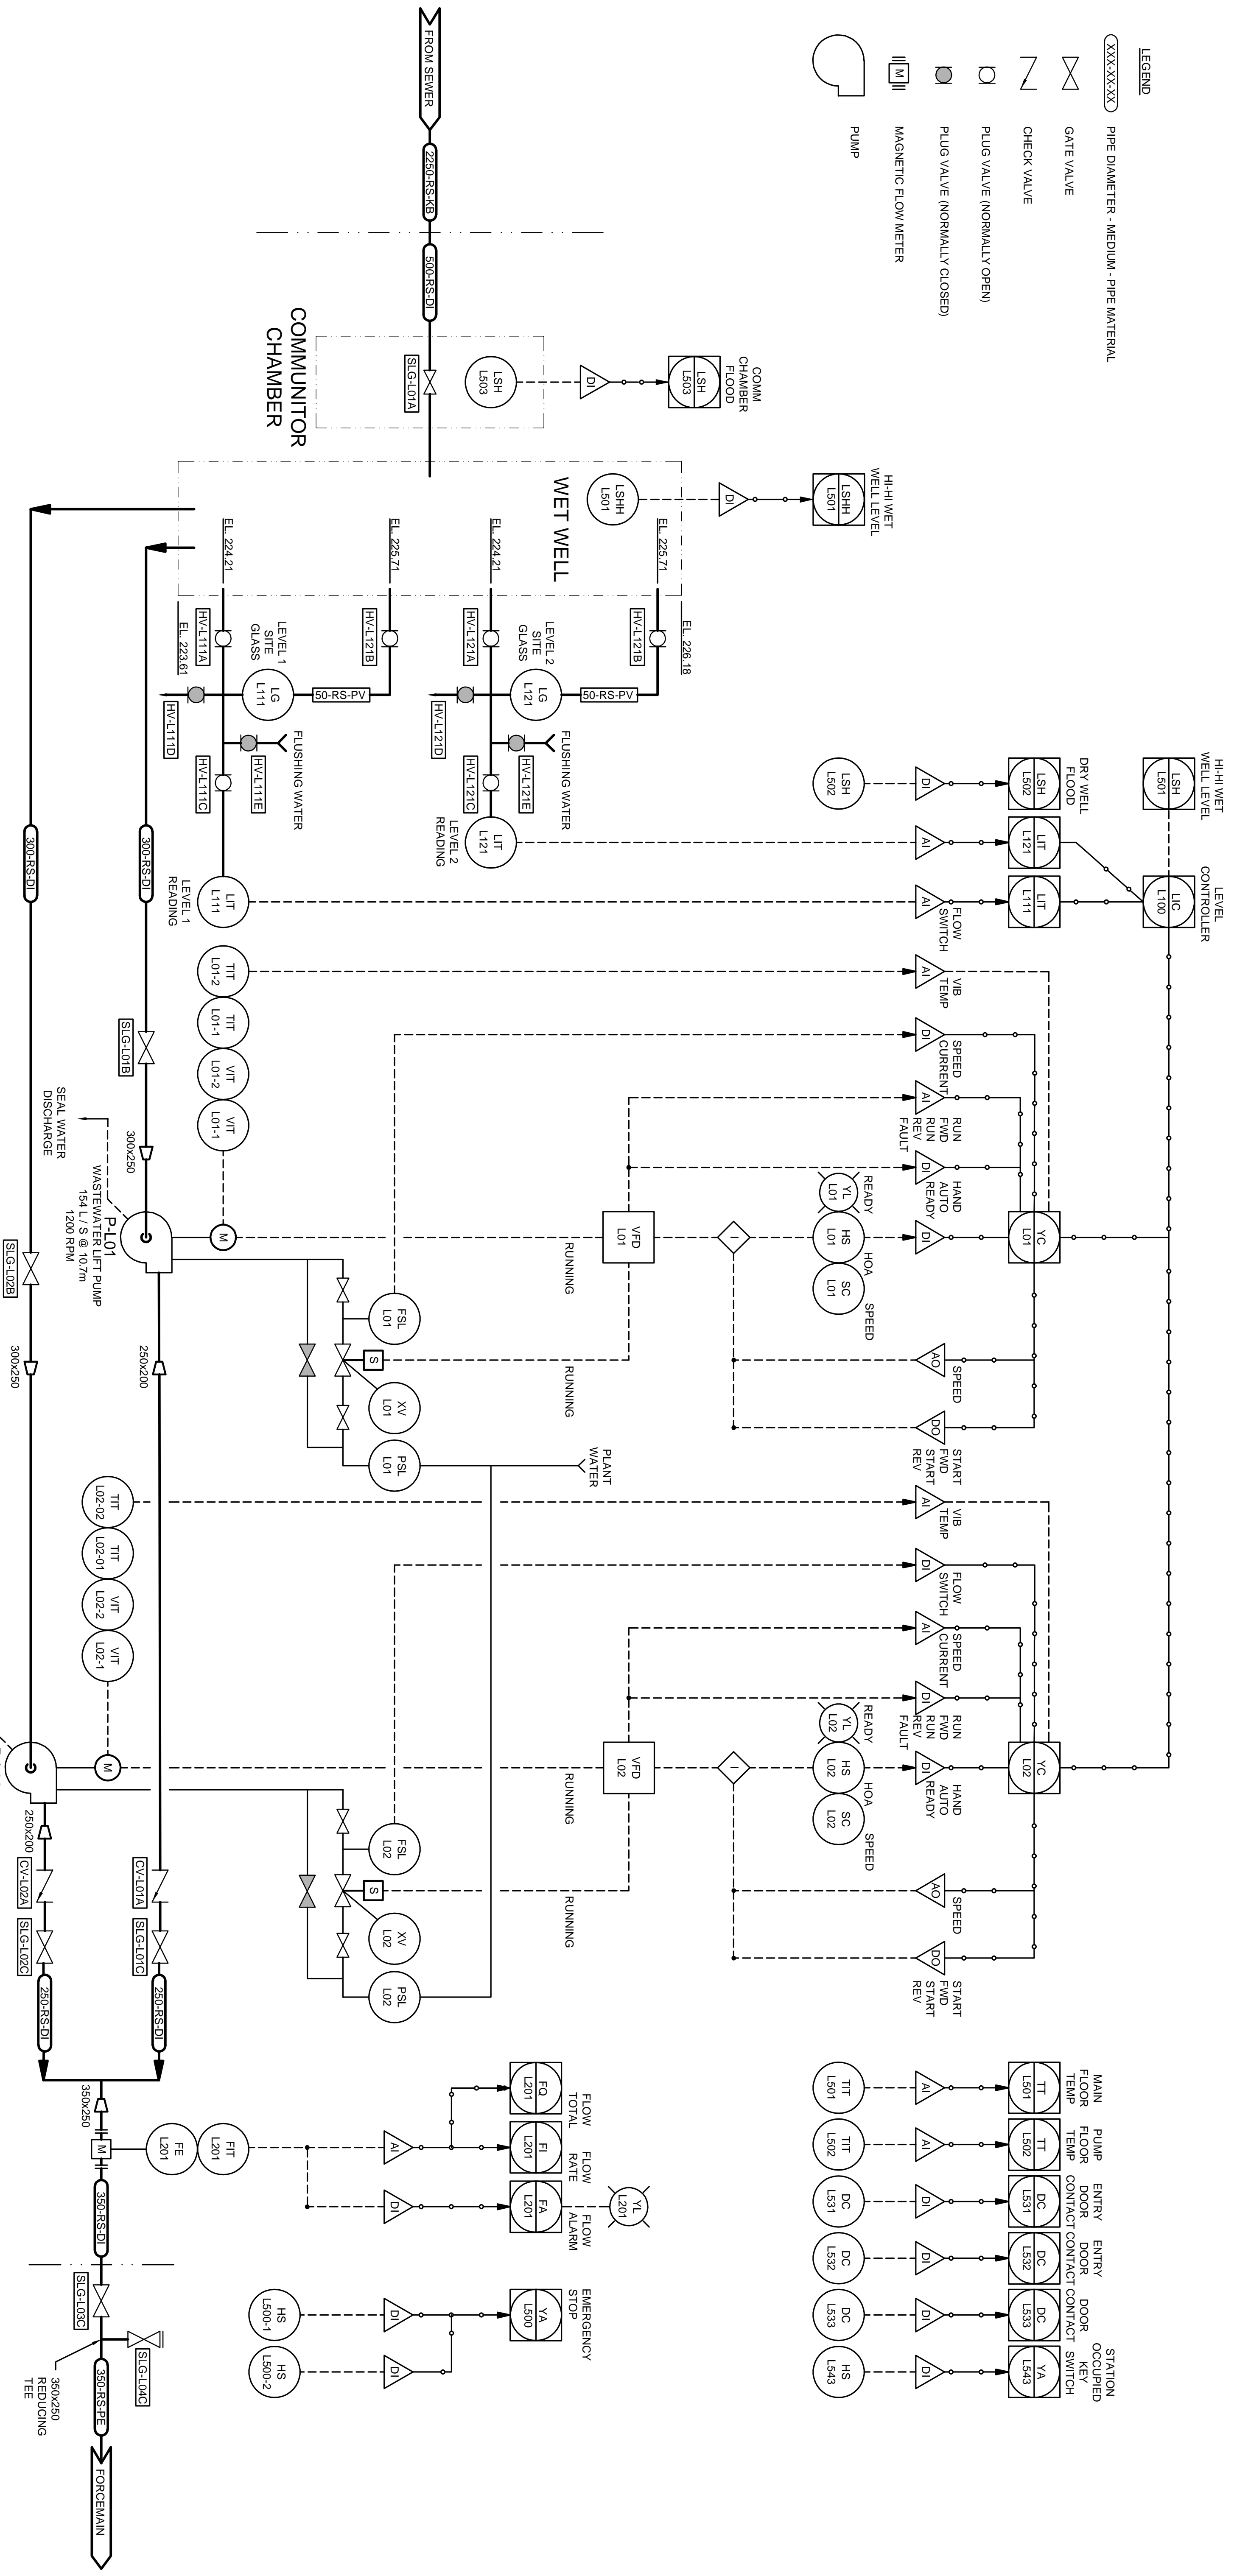 LEGEND
XXX-XX-XX
PIPE DIAMETER - MEDIUM - PIPE MATERIAL
GATE VALVE
CHECK VALVE
PLUG VALVE (NORMALLY OPEN)
PLUG VALVE (NORMALLY CLOSED)
M
MAGNETIC FLOW METER
PUMP
FROM SEWER
2250-RS-KB
500-RS-DI
COMMUNITOR
CHAMBER
SLG-L01A
LSH
L503
DI
LSH
L503
COMM
CHAMBER
FLOOD
WET WELL
LSHH
L501
DI
LSHH
L501
HI-HI WET
WELL LEVEL
EL. 225.71
EL. 224.21
EL. 225.71
EL. 224.21
EL. 226.18
EL. 223.61
HV-L121B
HV-L121A
HV-L121B
HV-L111A
LEVEL 2
SITE
GLASS
LG
L121
50-RS-PV
HV-L121D
FLUSHING WATER
HV-L121E
HV-L121C
LIT
L121
LEVEL 2
READING
LEVEL 1
SITE
GLASS
LG
L111
50-RS-PV
HV-L111D
FLUSHING WATER
HV-L111E
HV-L111C
LIT
L111
LEVEL 1
READING
HI-HI WET
WELL LEVEL
LSH
L501
LEVEL
CONTROLLER
LIC
L100
DRY WELL
FLOOD
LSH
L502
DI
LSH
L502
LIT
L121
AI
LIT
L111
AI
FLOW
SWITCH
300-RS-DI
300-RS-DI
SLG-L01B
300x250
SEAL WATER
DISCHARGE
P-L01
WASTEWATER LIFT PUMP
154 L / S @ 10.7m
1200 RPM
SLG-L02B
300x250
250x200
TIT
L01-2
TIT
L01-1
VIT
L01-2
VIT
L01-1
M
AI
VIB
TEMP
DI
SPEED
CURRENT
AI
RUN
FWD
RUN
REV
FAULT
DI
HAND
AUTO
READY
DI
YC
L01
READY
YL
L01
HS
L01
HOA
SC
L01
SPEED
I
VFD
L01
RUNNING
RUNNING
AO
SPEED
DO
START
FWD
START
REV
FSL
L01
S
XV
L01
PSL
L01
PLANT
WATER
TIT
L02-02
TIT
L02-01
VIT
L02-2
VIT
L02-1
M
AI
VIB
TEMP
DI
FLOW
SWITCH
AI
SPEED
CURRENT
DI
RUN
FWD
RUN
REV
FAULT
DI
HAND
AUTO
READY
YC
L02
READY
YL
L02
HS
L02
HOA
SC
L02
SPEED
I
VFD
L02
RUNNING
RUNNING
AO
SPEED
DO
START
FWD
START
REV
FSL
L02
S
XV
L02
PSL
L02
250x200
CV-L02A
SLG-L02C
250-RS-DI
CV-L01A
SLG-L01C
250-RS-DI
350x250
M
FE
L201
FIT
L201
AI
DI
FQ
L201
FLOW
TOTAL
FI
L201
FLOW
RATE
FA
L201
FLOW
ALARM
YL
L201
350-RS-DI
SLG-L03C
SLG-L04C
350x250
REDUCING
TEE
350-RS-PE
FORCEMAIN
HS
L500-1
HS
L500-2
DI
DI
YA
L500
EMERGENCY
STOP
MAIN
FLOOR
TEMP
TT
L501
AI
TIT
L501
PUMP
FLOOR
TEMP
TT
L502
AI
TIT
L502
ENTRY
DOOR
CONTACT
DC
L531
DI
DC
L531
ENTRY
DOOR
CONTACT
DC
L532
DI
DC
L532
DOOR
CONTACT
DC
L533
DI
DC
L533
STATION
OCCUPIED
KEY
SWITCH
YA
L543
DI
HS
L543